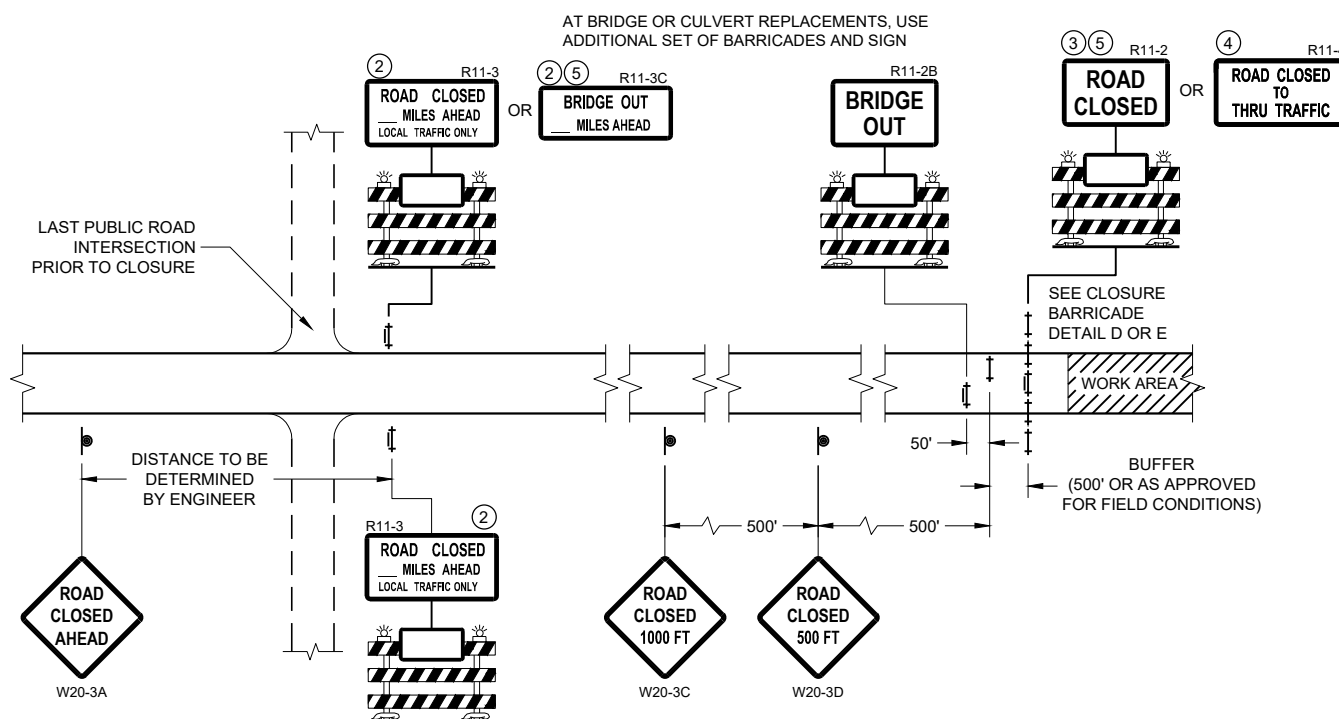 AT BRIDGE OR CULVERT REPLACEMENTS, USE
ADDITIONAL SET OF BARRICADES AND SIGN
2
R11-3
ROAD CLOSED
___ MILES AHEAD
LOCAL TRAFFIC ONLY
OR
2 5
R11-3C
BRIDGE OUT
___ MILES AHEAD
R11-2B
BRIDGE
OUT
3 5
R11-2
ROAD
CLOSED
OR
4
ROAD CLOSED
TO
THRU TRAFFIC
LAST PUBLIC ROAD
INTERSECTION
PRIOR TO CLOSURE
SEE CLOSURE
BARRICADE
DETAIL D OR E
WORK AREA
50'
BUFFER
(500' OR AS APPROVED
FOR FIELD CONDITIONS)
DISTANCE TO BE
DETERMINED
BY ENGINEER
500'
500'
R11-3
2
ROAD CLOSED
___ MILES AHEAD
LOCAL TRAFFIC ONLY
ROAD
CLOSED
AHEAD
W20-3A
ROAD
CLOSED
1000 FT
W20-3C
ROAD
CLOSED
500 FT
W20-3D